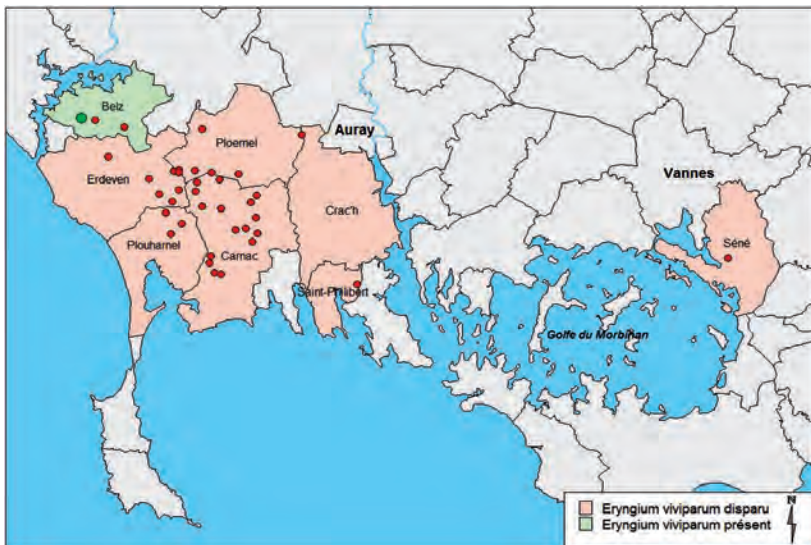 Belz
Auray
Ploemel
Vannes
Erdeven
Crac'h
Plouharnel
Carnac
Séné
Saint-Philibert
Golfe du Morbihan
N
Eryngium viviparum disparu
Eryngium viviparum présent